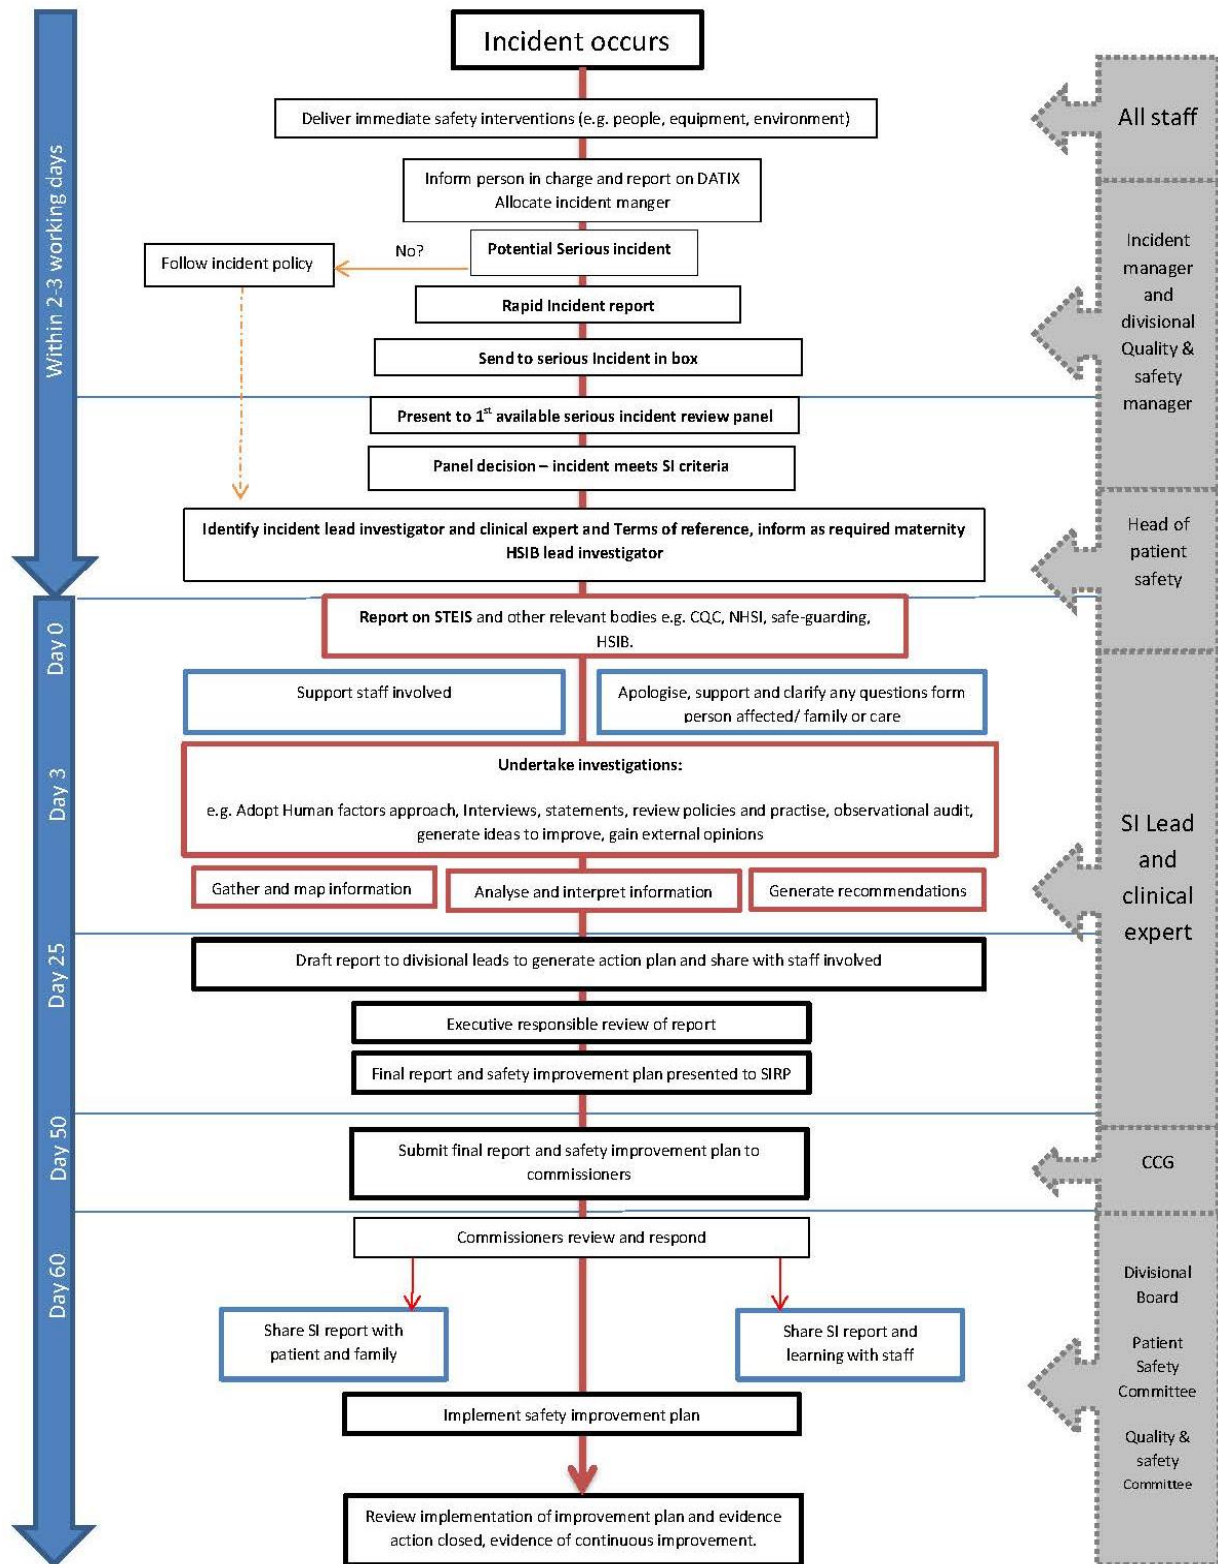 Incident occurs
Deliver immediate safety interventions (e.g. people, equipment, environment)
Inform person in charge and report on DATIX
Allocate incident manger
Potential Serious incident
No?
Follow incident policy
Rapid Incident report
Send to serious Incident in box
Present to 1st available serious incident review panel
Panel decision – incident meets SI criteria
Identify incident lead investigator and clinical expert and Terms of reference, inform as required maternity
HSIB lead investigator
Report on STEIS and other relevant bodies e.g. CQC, NHSI, safe-guarding,
HSIB.
Support staff involved
Apologise, support and clarify any questions form
person affected/ family or care
Undertake investigations:
e.g. Adopt Human factors approach, Interviews, statements, review policies and practise, observational audit,
generate ideas to improve, gain external opinions
Gather and map information
Analyse and interpret information
Generate recommendations
Draft report to divisional leads to generate action plan and share with staff involved
Executive responsible review of report
Final report and safety improvement plan presented to SIRP
Submit final report and safety improvement plan to
commissioners
Commissioners review and respond
Share SI report with
patient and family
Share SI report and
learning with staff
Implement safety improvement plan
Review implementation of improvement plan and evidence
action closed, evidence of continuous improvement.
Within 2-3 working days
Day 0
Day 3
Day 25
Day 50
Day 60
All staff
Incident
manager
and
divisional
Quality &
safety
manager
Head of
patient
safety
SI Lead
and
clinical
expert
CCG
Divisional
Board
Patient
Safety
Committee
Quality &
safety
Committee